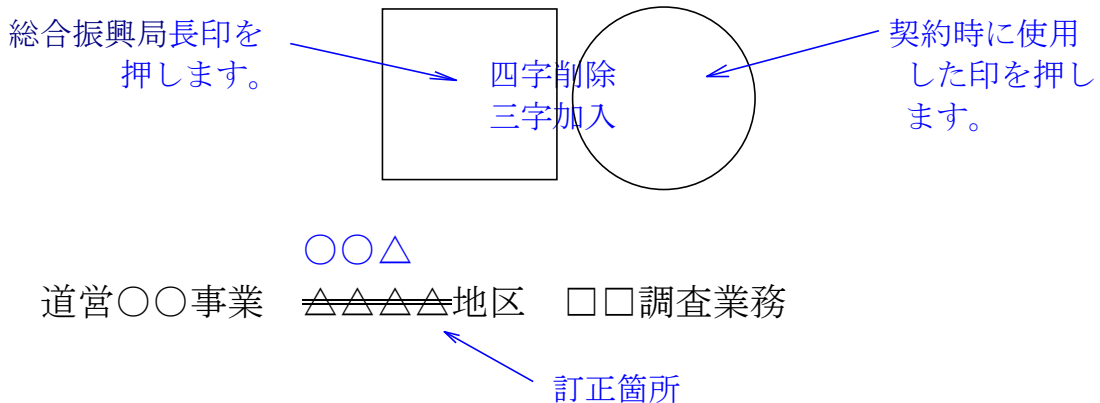 総合振興局長印を
押します。
四字削除
三字加入
契約時に使用
した印を押し
ます。
○○△
道営○○事業　△△△△地区　□□調査業務
訂正箇所